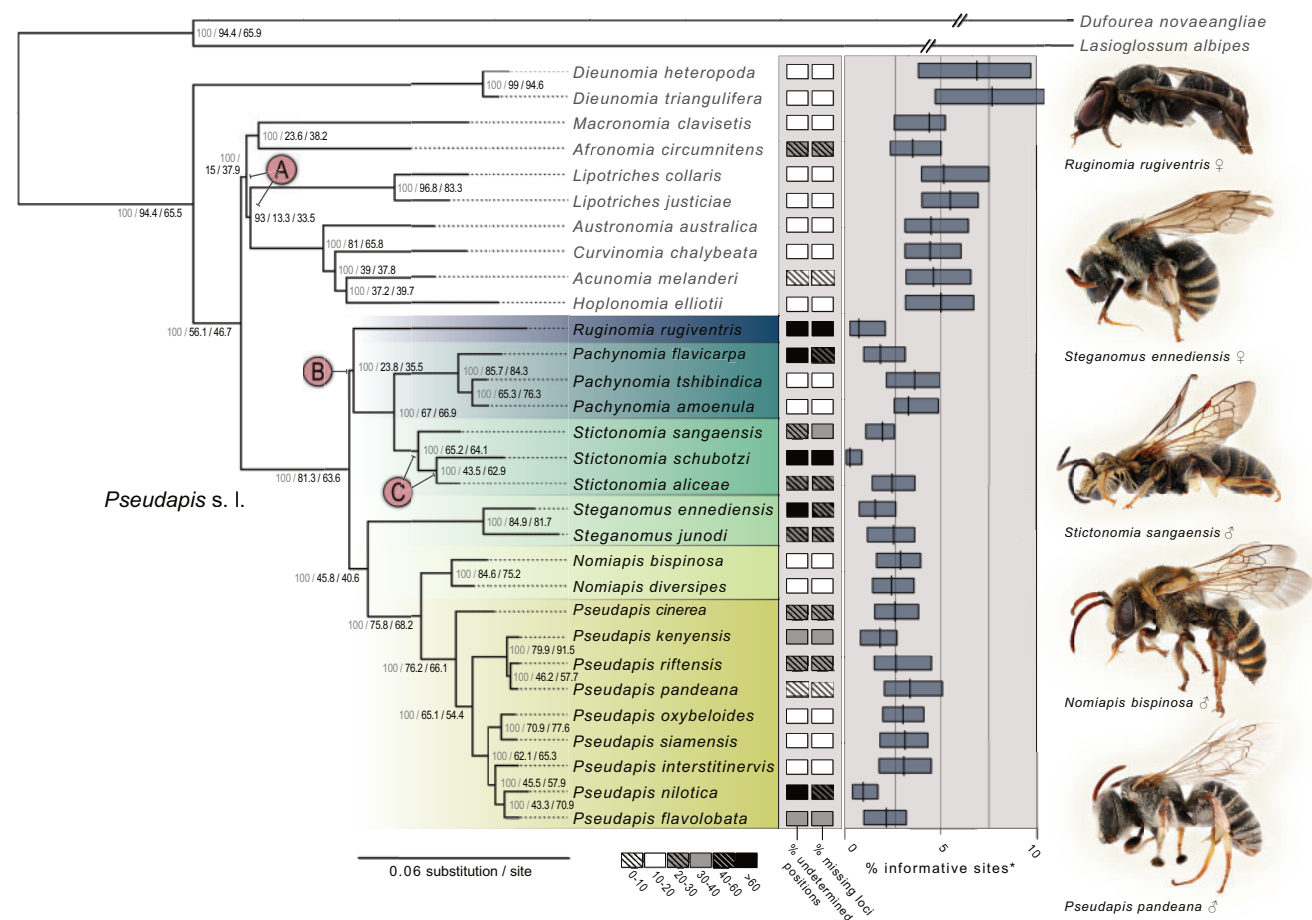 Dufourea novaeangliae
100 / 94.4 / 65.9
Lasioglossum albipes
Dieunomia heteropoda
100 / 99 / 94.6
Dieunomia triangulifera
Macronomia clavisetis
100 / 23.6 / 38.2
Afronomia circumnitens
100 /
15 / 37.9
A
Lipotriches collaris
100 / 96.8 / 83.3
Lipotriches justiciae
100 / 94.4 / 65.5
93 / 13.3 / 33.5
Austronomia australica
100 / 81 / 65.8
Curvinomia chalybeata
100 / 39 / 37.8
Acunomia melanderi
100 / 37.2 / 39.7
Hoplonomia elliotii
100 / 56.1 / 46.7
Ruginomia rugiventris
B
100 / 23.8 / 35.5
Pachynomia flavicarpa
100 / 85.7 / 84.3
Pachynomia tshibindica
100 / 65.3 / 76.3
Pachynomia amoenula
100 / 67 / 66.9
Stictonomia sangaensis
100 / 65.2 / 64.1
Stictonomia schubotzi
100 / 43.5 / 62.9
100 / 81.3 / 63.6
Stictonomia aliceae
C
Pseudapis s. l.
Steganomus ennediensis
100 / 84.9 / 81.7
Steganomus junodi
100 / 45.8 / 40.6
Nomiapis bispinosa
100 / 84.6 / 75.2
Nomiapis diversipes
100 / 75.8 / 68.2
Pseudapis cinerea
Pseudapis kenyensis
100 / 79.9 / 91.5
100 / 76.2 / 66.1
Pseudapis riftensis
100 / 46.2 / 57.7
Pseudapis pandeana
100 / 65.1 / 54.4
Pseudapis oxybeloides
100 / 70.9 / 77.6
Pseudapis siamensis
100 / 62.1 / 65.3
Pseudapis interstitinervis
100 / 45.5 / 57.9
Pseudapis nilotica
100 / 43.3 / 70.9
Pseudapis flavolobata
0.06 substitution / site
0-10
10-20
20-30
30-40
40-60
>60
% undetermined
positions
% missing loci
0
5
10
% informative sites*
Ruginomia rugiventris ♀
Steganomus ennediensis ♀
Stictonomia sangaensis ♂
Nomiapis bispinosa ♂
Pseudapis pandeana ♂